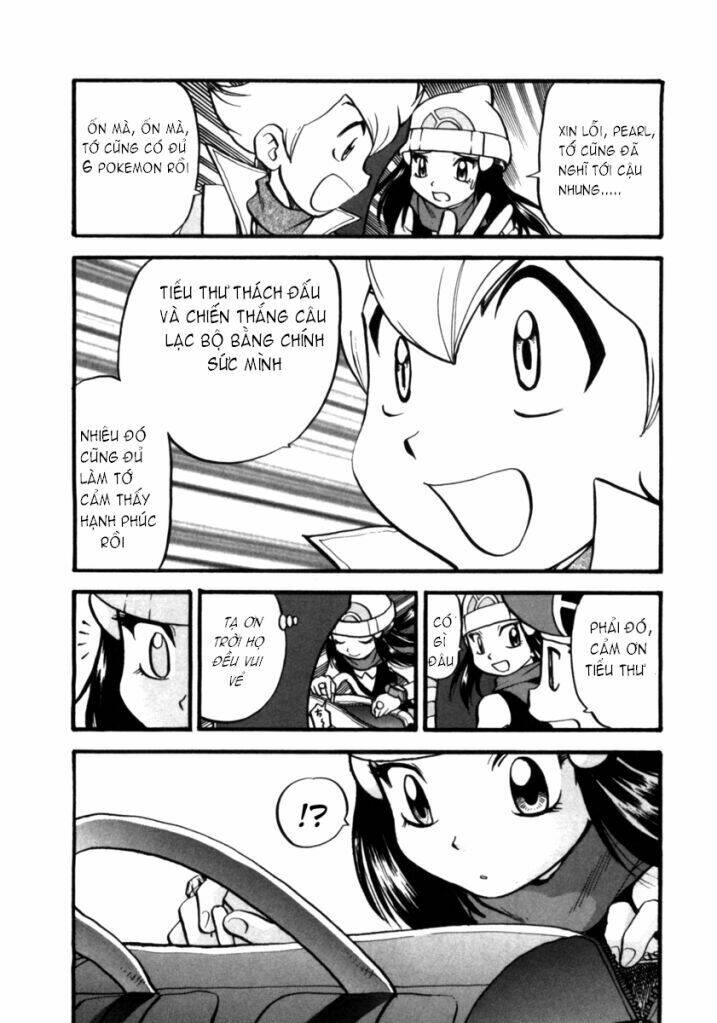 XIN LỖI, PEARL,
TỚ CŨNG ĐÃ
NGHĨ TỚI CẬU
NHƯNG.....
ỔN MÀ, ỔN MÀ,
TỚ CŨNG CÓ ĐỦ
6 POKEMON RỒI
TIỂU THƯ THÁCH ĐẤU
VÀ CHIẾN THẮNG CÂU
LẠC BỘ BẰNG CHÍNH
SỨC MÌNH
NHIÊU ĐÓ
CŨNG ĐỦ
LÀM TỚ
CẢM THẤY
HẠNH PHÚC
RỒI
PHẢI ĐÓ,
CẢM ƠN
TIỂU THƯ
CÓ
GÌ
ĐÂU
TẠ ƠN
TRỜI HỌ
ĐỀU VUI
VẺ
!?